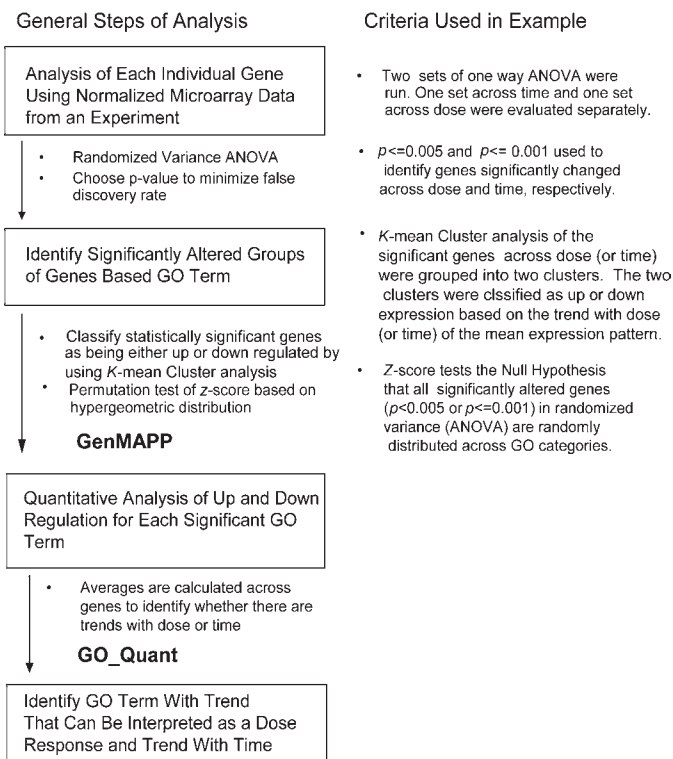 General Steps of Analysis
Analysis of Each Individual Gene
Using Normalized Microarray Data
from an Experiment
• Randomized Variance ANOVA
• Choose p-value to minimize false
discovery rate
Identify Significantly Altered Groups
of Genes Based GO Term
• Classify statistically significant genes
as being either up or down regulated by
using K-mean Cluster analysis
• Permutation test of z-score based on
hypergeometric distribution
GenMAPP
Quantitative Analysis of Up and Down
Regulation for Each Significant GO
Term
• Averages are calculated across
genes to identify whether there are
trends with dose or time
GO_Quant
Identify GO Term With Trend
That Can Be Interpreted as a Dose
Response and Trend With Time
Criteria Used in Example
• Two sets of one way ANOVA were
run. One set across time and one set
across dose were evaluated separately.
• p<=0.005 and p<= 0.001 used to
identify genes significantly changed
across dose and time, respectively.
• K-mean Cluster analysis of the
significant genes across dose (or time)
were grouped into two clusters. The two
clusters were clssified as up or down
expression based on the trend with dose
(or time) of the mean expression pattern.
• Z-score tests the Null Hypothesis
that all significantly altered genes
(p<0.005 or p<=0.001) in randomized
variance (ANOVA) are randomly
distributed across GO categories.